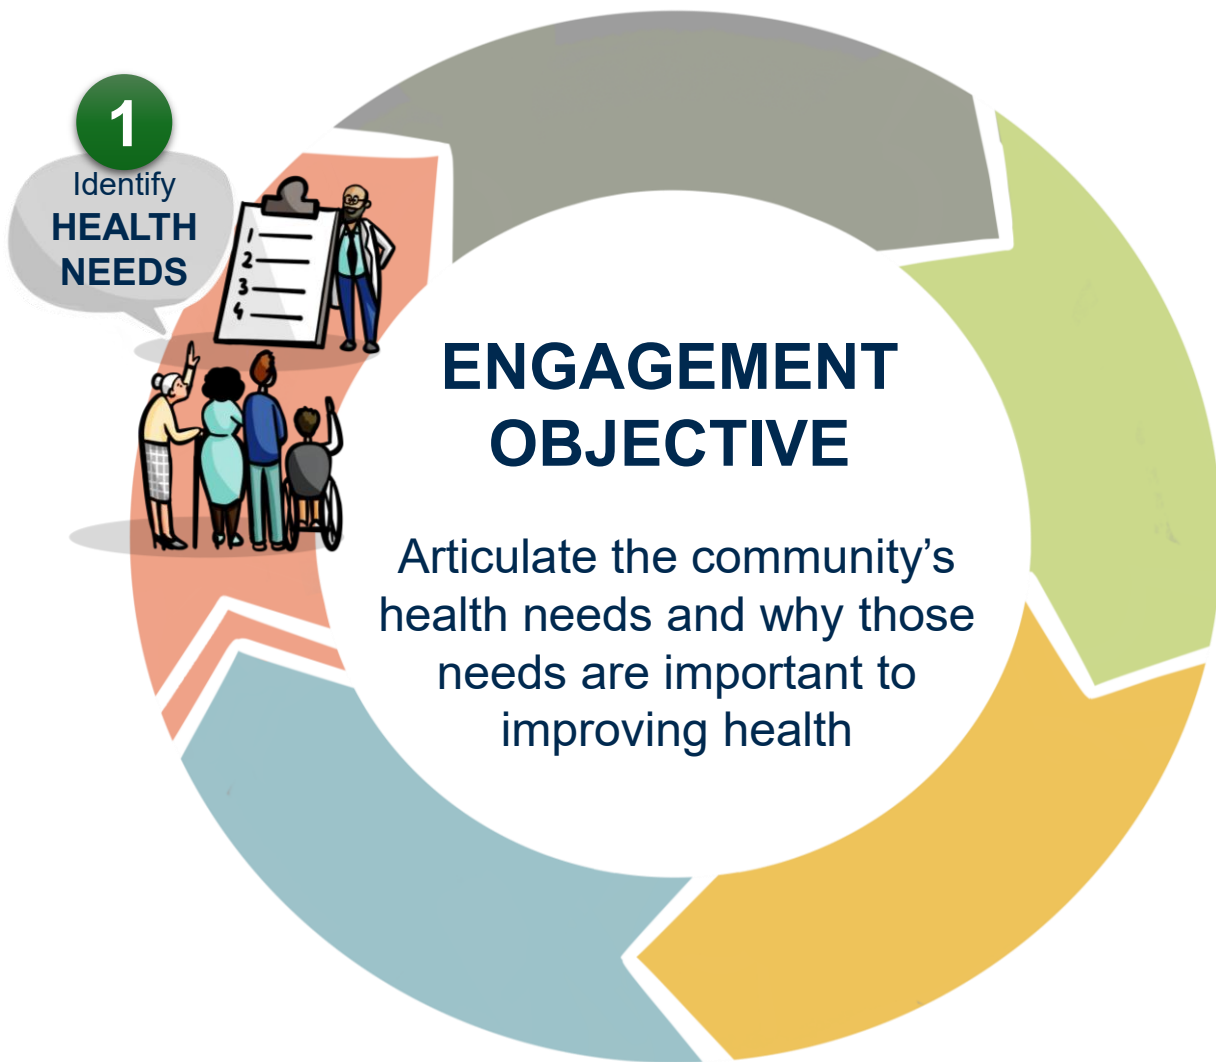 1
Identify
HEALTH
NEEDS
1
2
3
4
ENGAGEMENT
OBJECTIVE
Articulate the community’s
health needs and why those
needs are important to
improving health